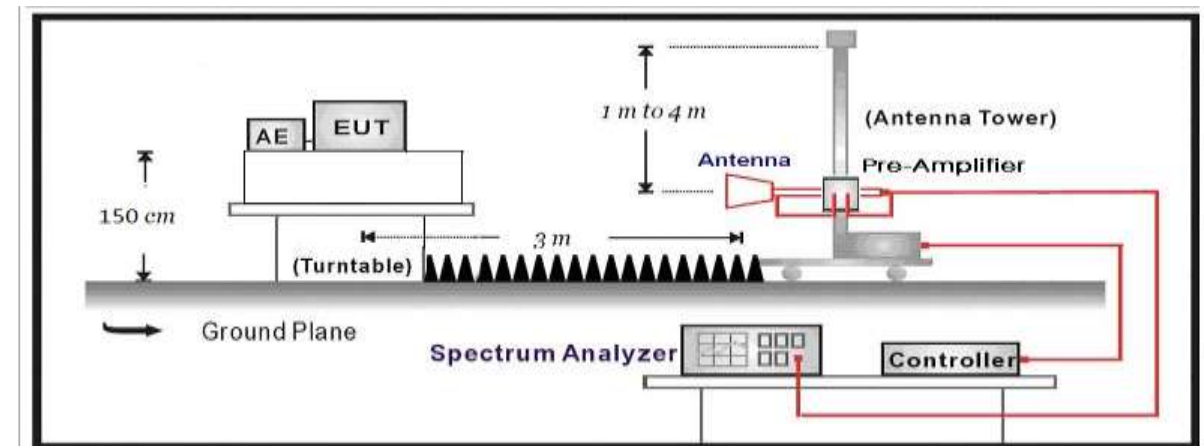 1 m to 4 m
(Antenna Tower)
AE
EUT
Antenna
Pre-Amplifier
150 cm
3 m
(Turntable)
Ground Plane
Spectrum Analyzer
Controller